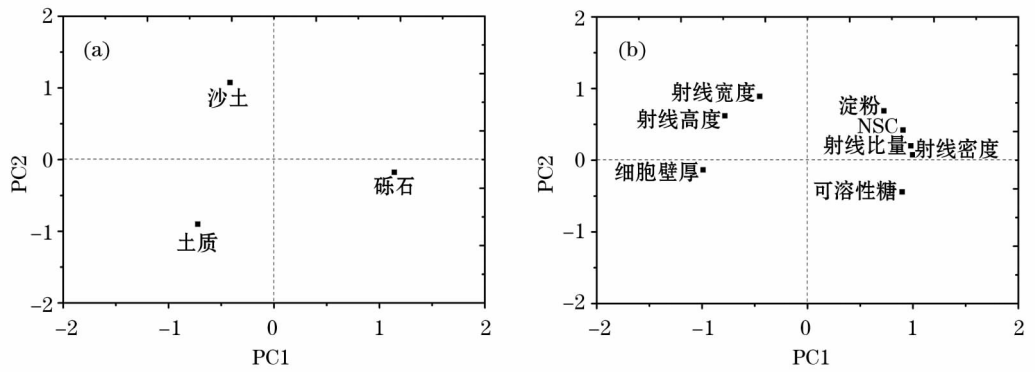 (a)
2
1
0
−1
−2
PC2
沙土
砾石
土质
−2
−1
0
1
2
PC1
(b)
2
1
0
−1
−2
PC2
射线宽度
射线高度
细胞壁厚
淀粉
NSC
射线比量
射线密度
可溶性糖
−2
−1
0
1
2
PC1